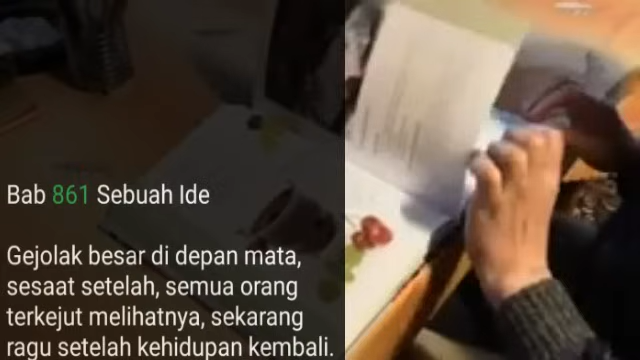 Bab 861 Sebuah Ide
Gejolak besar di depan mata,
sesaat setelah, semua orang
terkejut melihatnya, sekarang
ragu setelah kehidupan kembali.